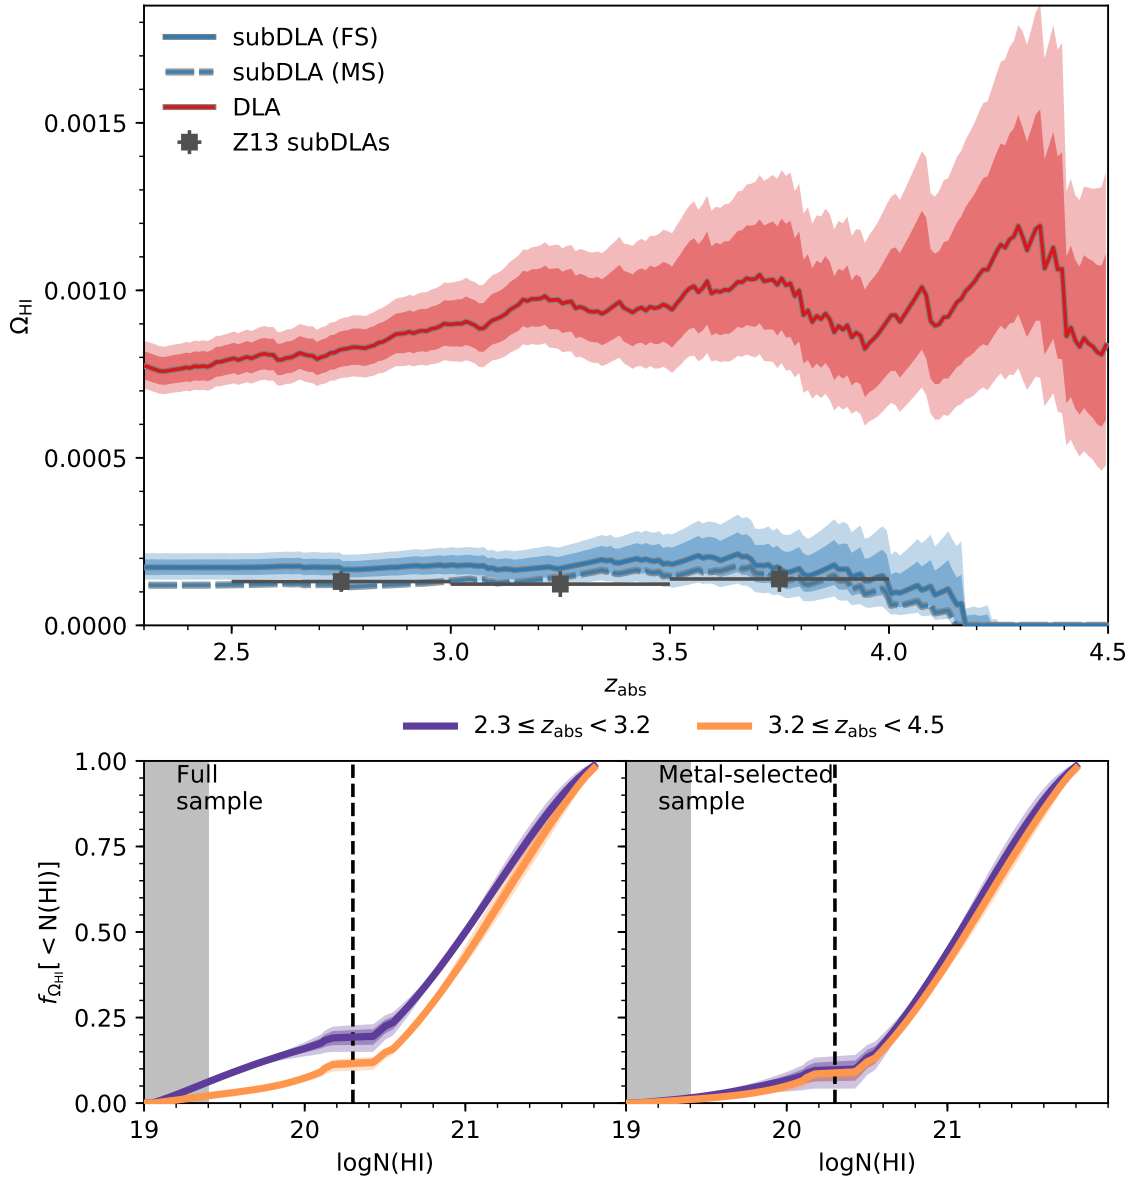 subDLA (FS)
subDLA (MS)
DLA
Z13 subDLAs
0.0015
0.0010
0.0005
0.0000
Ω_HI
2.5 3.0 3.5 4.0 4.5
z_abs
2.3 ≤ z_abs < 3.2 3.2 ≤ z_abs < 4.5
1.00
0.75
0.50
0.25
0.00
f_Ω_HI [ < N(HI)]
Full
sample
Metal-selected
sample
19 20 21 19 20 21
logN(HI) logN(HI)